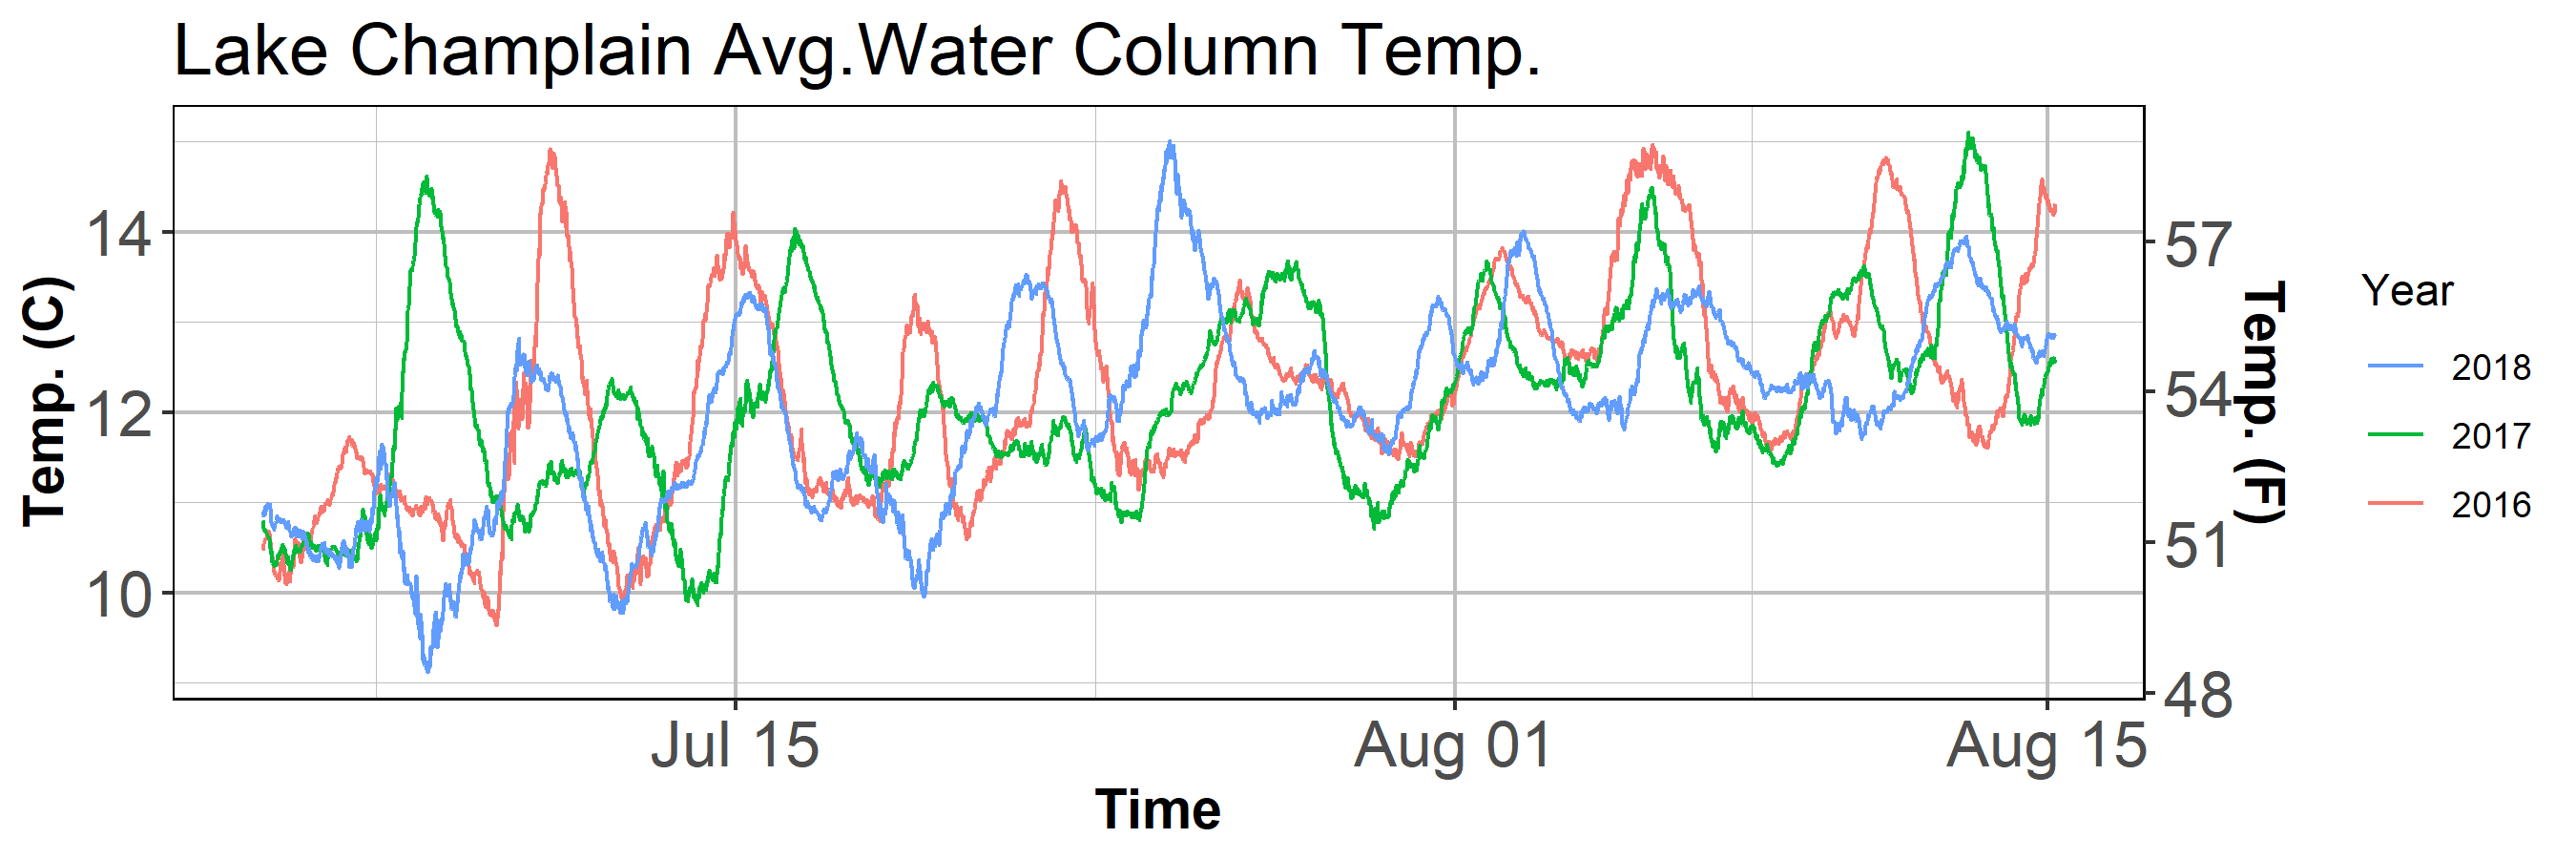 Lake Champlain Avg.Water Column Temp.
Temp. (C)
14
12
10
57
54
51
48
Temp. (F)
Jul 15
Aug 01
Aug 15
Time
Year
2018
2017
2016